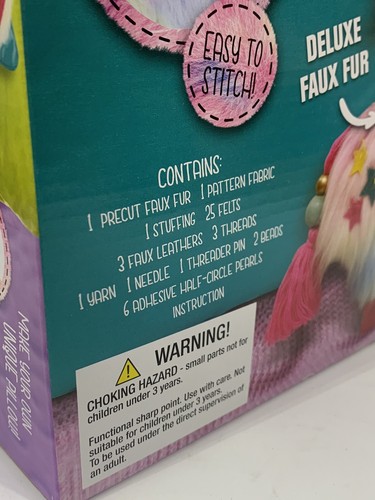 EASY TO
STITCH!
DELUXE
FAUX FUR
CONTAINS:
1 PRECUT FAUX FUR 1 PATTERN FABRIC
1 STUFFING 25 FELTS
3 FAUX LEATHERS 3 THREADS
1 YARN 1 NEEDLE 1 THREADER PIN 2 BEADS
6 ADHESIVE HALF-CIRCLE PEARLS
INSTRUCTION
WARNING!
CHOKING HAZARD - small parts not for
children under 3 years.
Functional sharp point. Use with care. Not
suitable for children under 3 years.
To be used under the direct supervision of
an adult.
MAKE YOUR OWN
UNIQUE